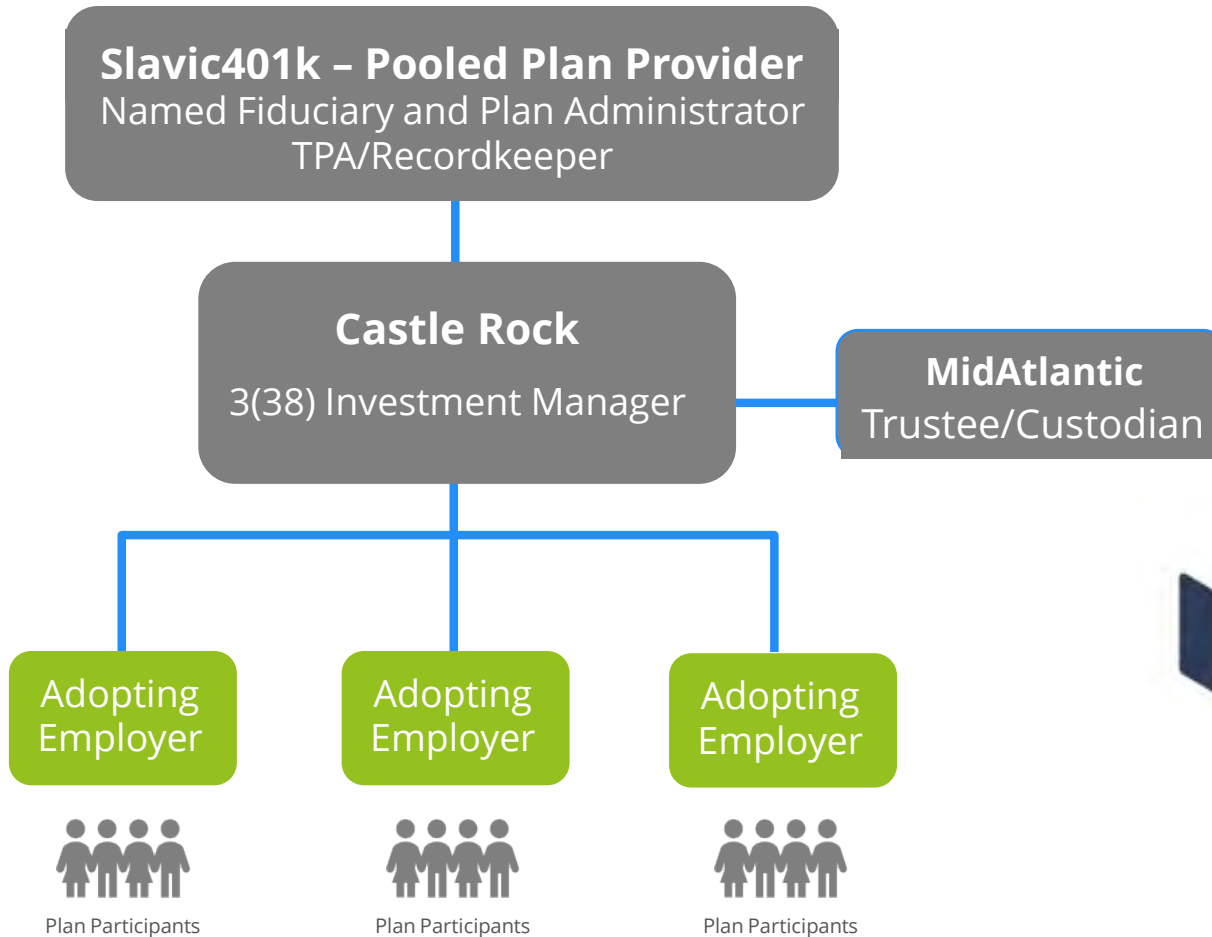 Slavic401k – Pooled Plan Provider
Named Fiduciary and Plan Administrator
TPA/Recordkeeper
Castle Rock
3(38) Investment Manager
MidAtlantic
Trustee/Custodian
Adopting
Employer
Adopting
Employer
Adopting
Employer
Plan Participants
Plan Participants
Plan Participants